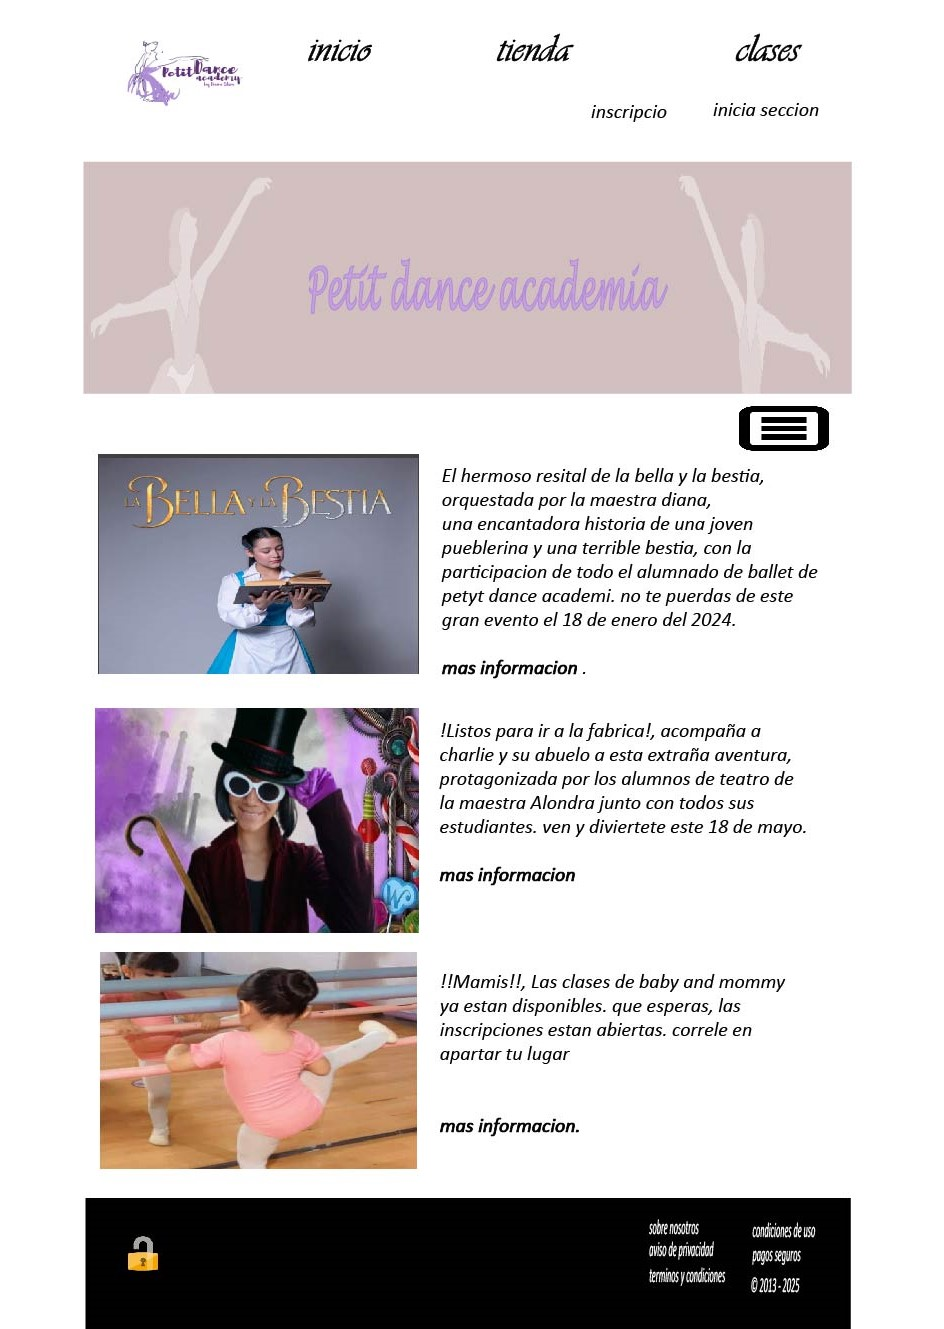 inicio
tienda
clases
Petit Dance
academy
inscripcio
inicia seccion
Petit dance academia
LA BELLA Y LA BESTIA
El hermoso resital de la bella y la bestia,
orquestada por la maestra diana,
una encantadora historia de una joven
pueblerina y una terrible bestia, con la
participacion de todo el alumnado de ballet de
petyt dance academi. no te puerdas de este
gran evento el 18 de enero del 2024.
mas informacion .
!Listos para ir a la fabrica!, acompaña a
charlie y su abuelo a esta extraña aventura,
protagonizada por los alumnos de teatro de
la maestra Alondra junto con todos sus
estudiantes. ven y diviertete este 18 de mayo.
mas informacion
!!Mamis!!, Las clases de baby and mommy
ya estan disponibles. que esperas, las
inscripciones estan abiertas. correle en
apartar tu lugar
mas informacion.
sobre nosotros
aviso de privacidad
terminos y condiciones
condiciones de uso
pagos seguros
© 2013 - 2025